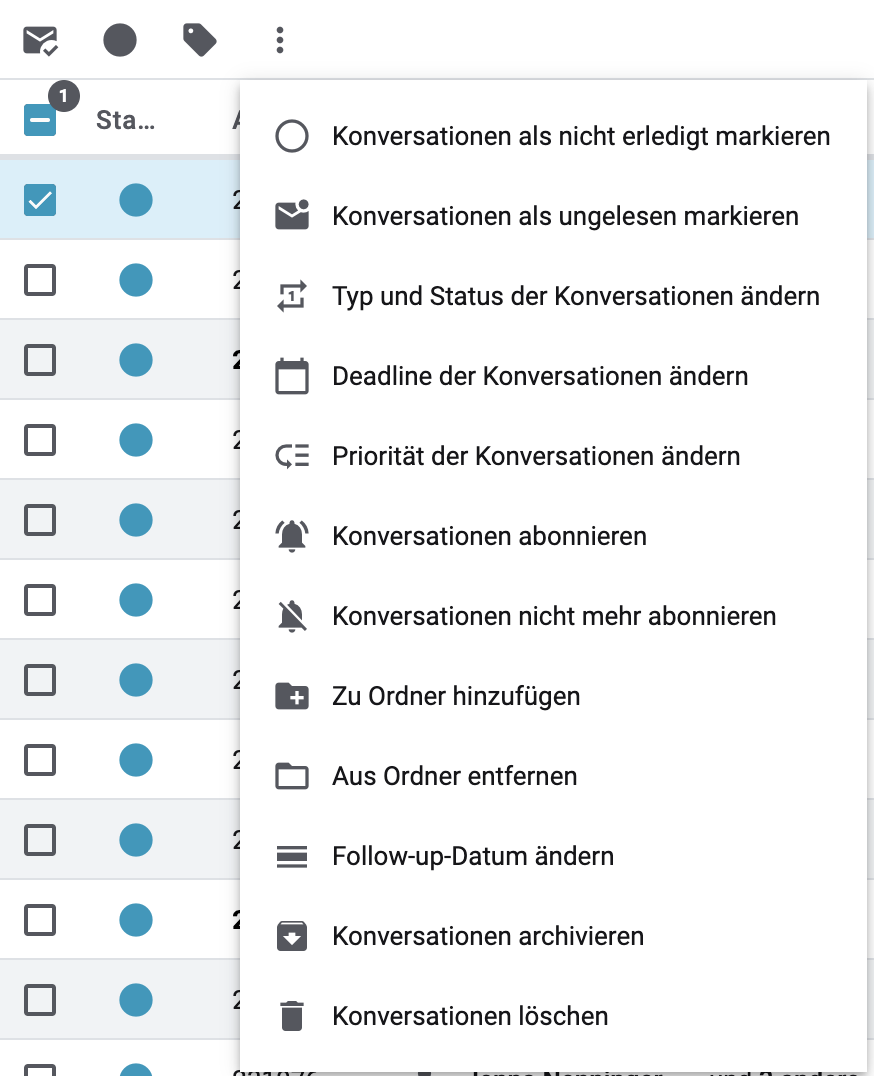 1
Sta...
Konversationen als nicht erledigt markieren
Konversationen als ungelesen markieren
1
Typ und Status der Konversationen ändern
Deadline der Konversationen ändern
Priorität der Konversationen ändern
Konversationen abonnieren
Konversationen nicht mehr abonnieren
Zu Ordner hinzufügen
Aus Ordner entfernen
Follow-up-Datum ändern
Konversationen archivieren
Konversationen löschen